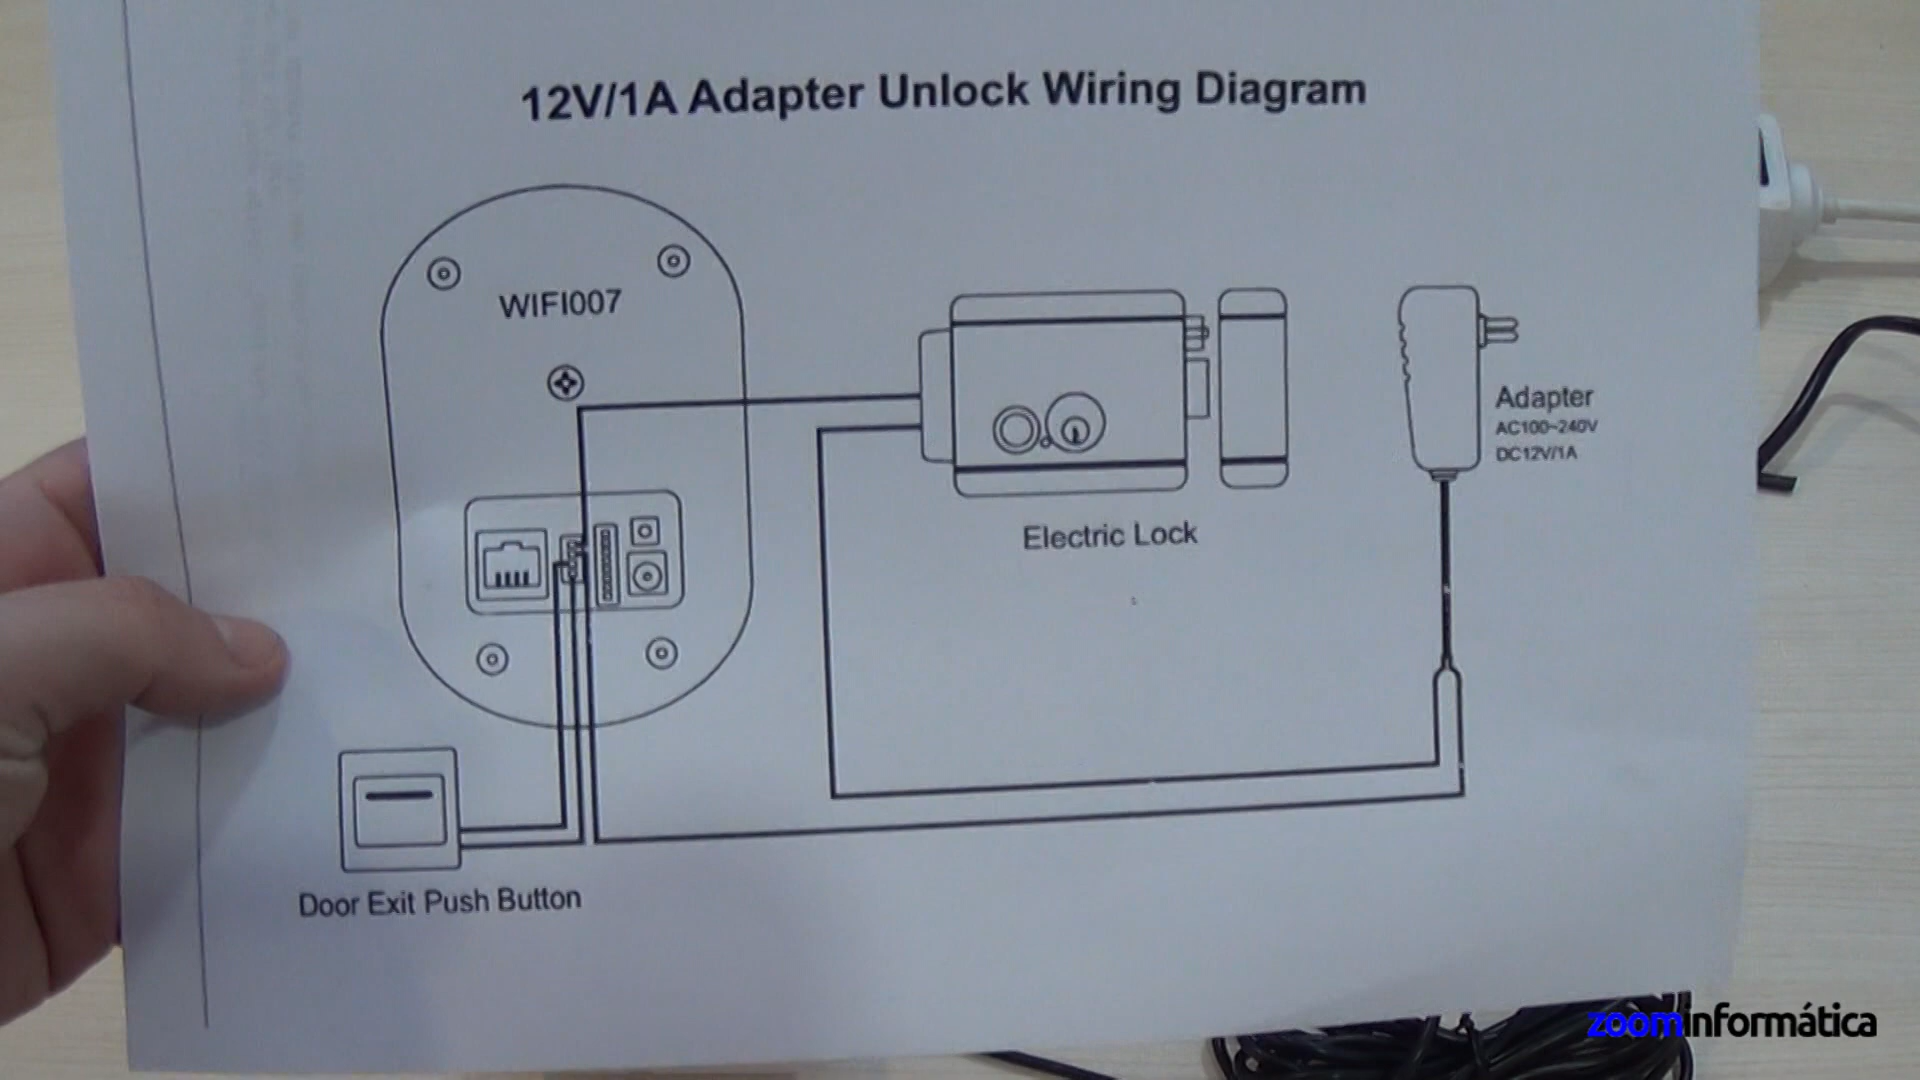 12V/1A Adapter Unlock Wiring Diagram
WIFI007
Adapter
AC100~240V
DC12V/1A
Electric Lock
Door Exit Push Button
zoominformática